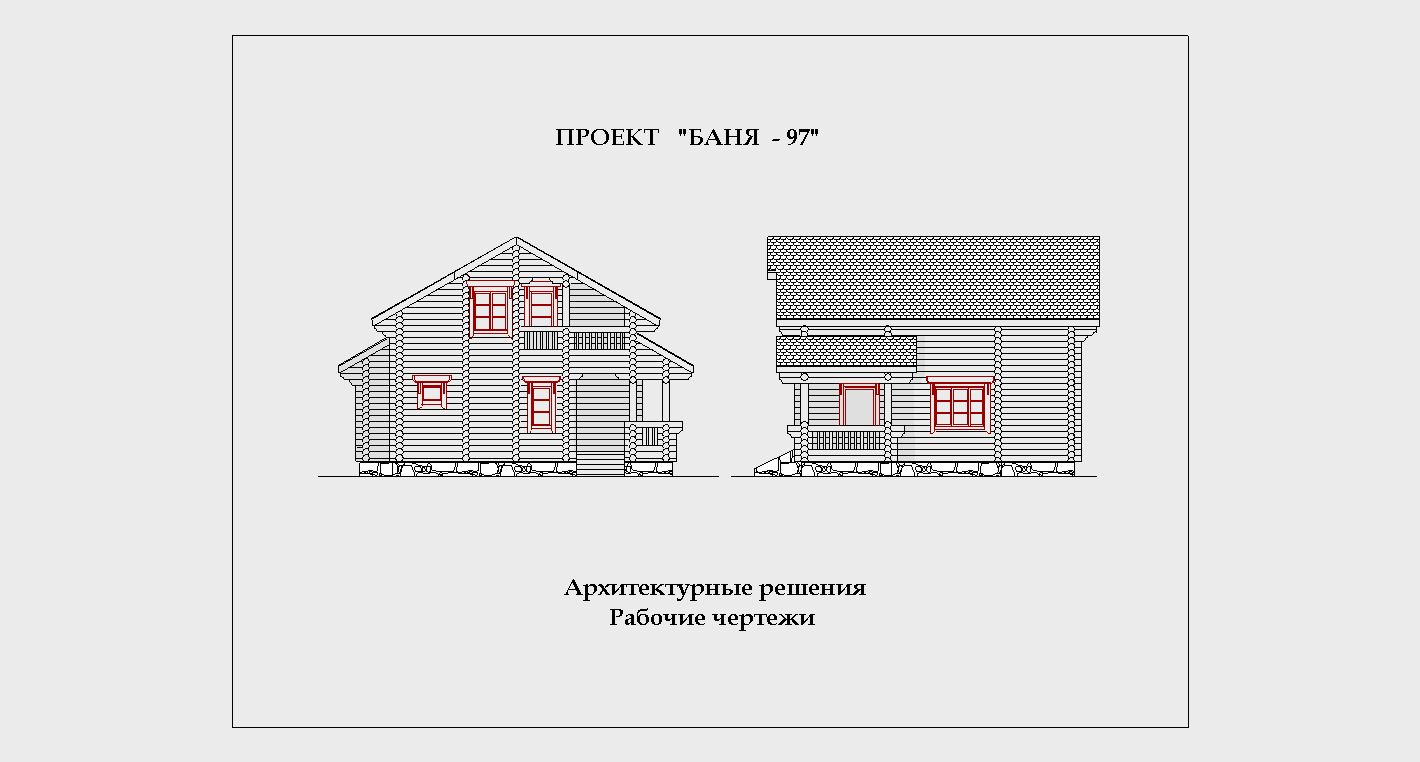 ПРОЕКТ "БАНЯ - 97"
Архитектурные решения
Рабочие чертежи